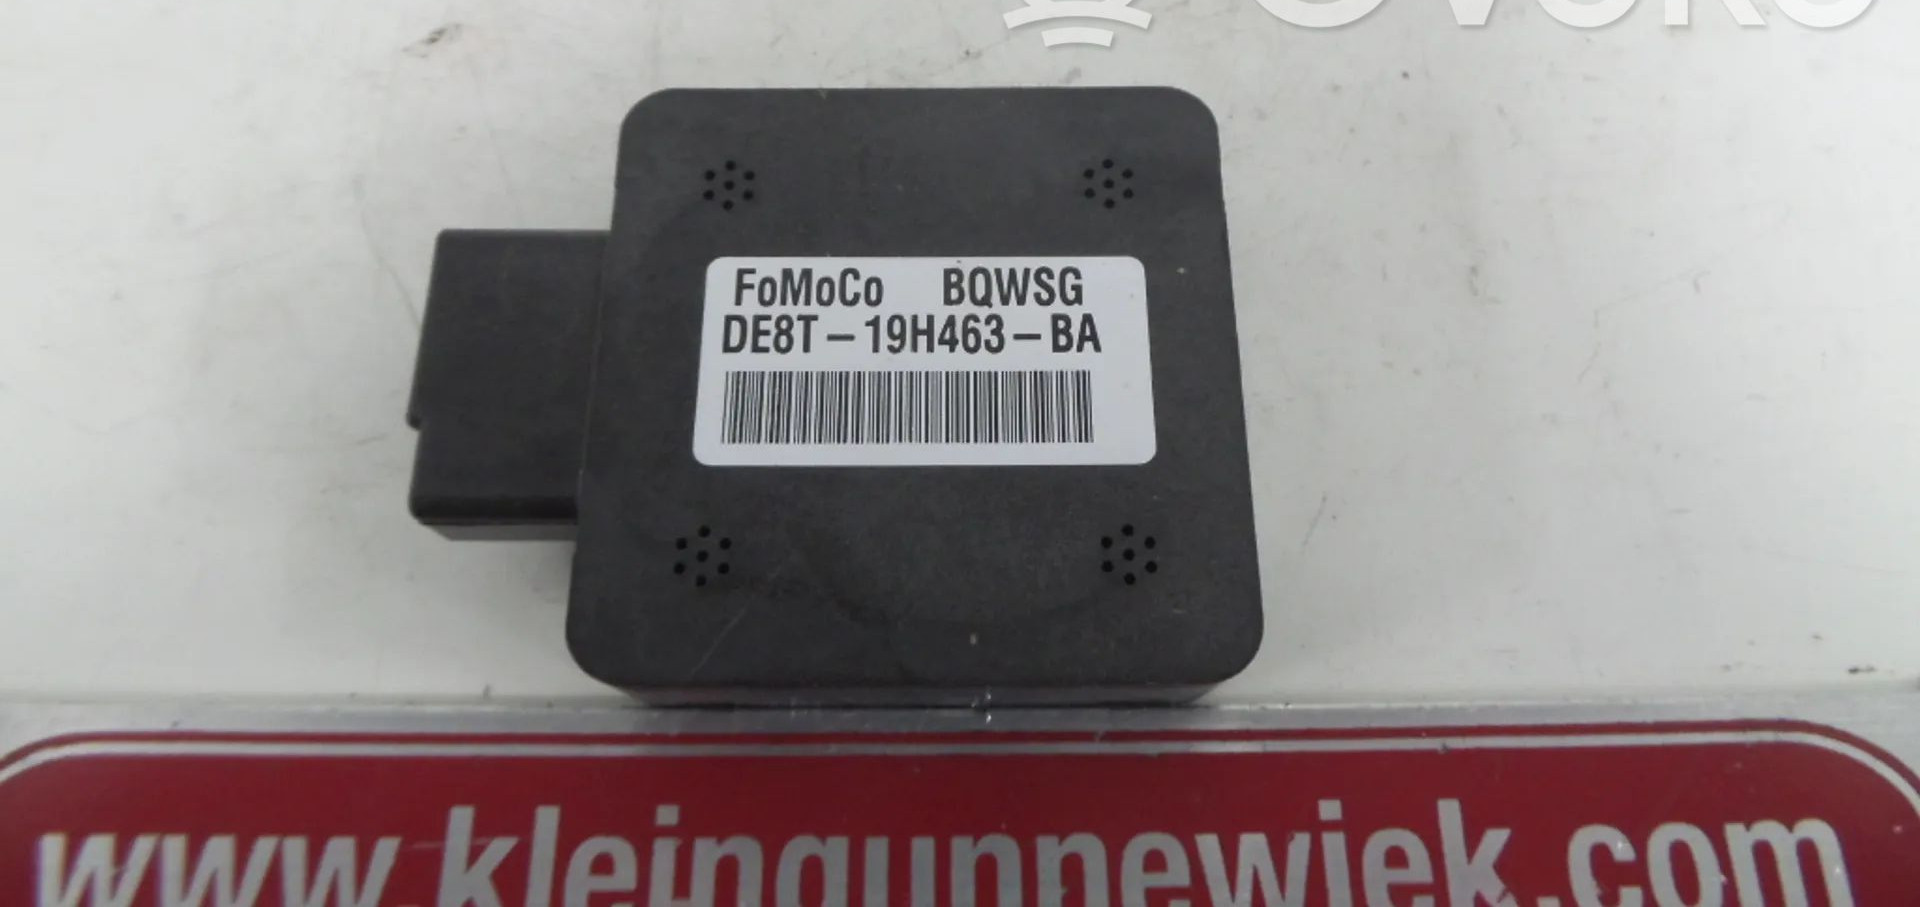 FoMoCo BQWSG
DE8T-19H463-BA
www.kleingunnewiek.com